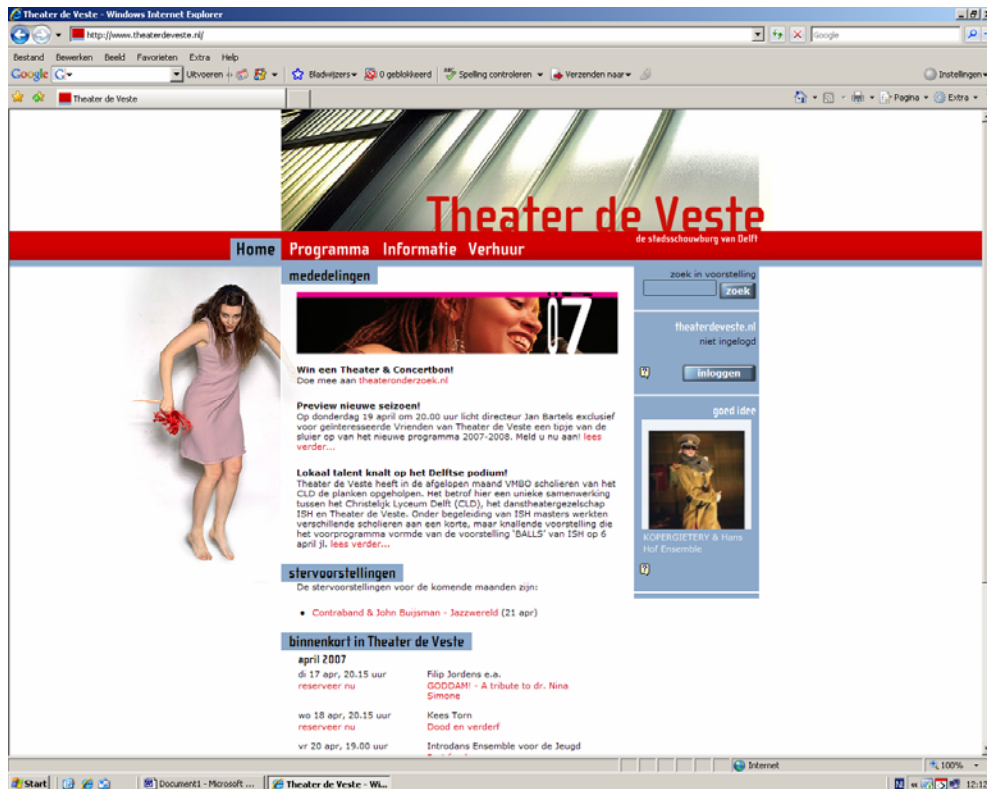 Theater de Veste - Windows Internet Explorer
http://www.theaterdeveste.nl/
Google
Bestand Bewerken Beeld Favorieten Extra Help
Google G Uitvoeren Bladwijzers 0 geblokkeerd ABC Spelling controleren Verzenden naar Instellingen
Theater de Veste Pagina Extra
Theater de Veste
de stadsschouwburg van Delft
Home Programma Informatie Verhuur
mededelingen
07
Win een Theater & Concertbon!
Doe mee aan theateronderzoek.nl
Preview nieuwe seizoen!
Op donderdag 19 april om 20.00 uur licht directeur Jan Bartels exclusief
voor geinteresseerde Vrienden van Theater de Veste een tipje van de
sluier op van het nieuwe programma 2007-2008. Meld u nu aan! lees
verder...
Lokaal talent knalt op het Delftse podium!
Theater de Veste heeft in de afgelopen maand VMBO scholieren van het
CLD de planken opgeholpen. Het betrof hier een unieke samenwerking
tussen het Christelijk Lyceum Delft (CLD), het danstheatergezelschap
ISH en Theater de Veste. Onder begeleiding van ISH masters werkten
verschillende scholieren aan een korte, maar knallende voorstelling die
het voorprogramma vormde van de voorstelling 'BALLS' van ISH op 6
april jl. lees verder...
stervoorstellingen
De stervoorstellingen voor de komende maanden zijn:
• Contraband & John Buijsman - Jazzwereld (21 apr)
binnenkort in Theater de Veste
april 2007
di 17 apr, 20.15 uur Filip Jordens e.a.
reserveer nu GODDAM! - A tribute to dr. Nina
Simone
wo 18 apr, 20.15 uur Kees Torn
reserveer nu Dood en verderf
vr 20 apr, 19.00 uur Introdans Ensemble voor de Jeugd
zoek in voorstelling
zoek
theaterdeveste.nl
niet ingelogd
? inloggen
goed idee
KOPERGIETERY & Hans
Hof Ensemble
?
Internet 100%
Start Document1 - Microsoft ... Theater de Veste - Wi... 12:12